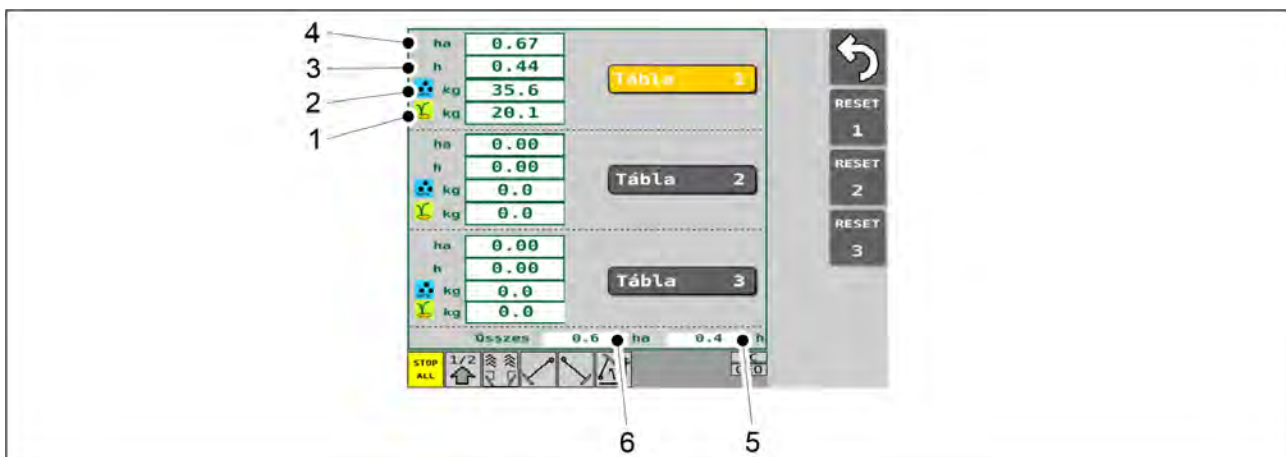 4
3
2
1
ha 0.67
h 0.44
kg 35.6
kg 20.1
Tábla 1
ha 0.00
h 0.00
kg 0.0
kg 0.0
Tábla 2
ha 0.00
h 0.00
kg 0.0
kg 0.0
Tábla 3
Összes 0.6 ha 0.4 h
STOP
ALL
1/2
RESET
1
RESET
2
RESET
3
6
5